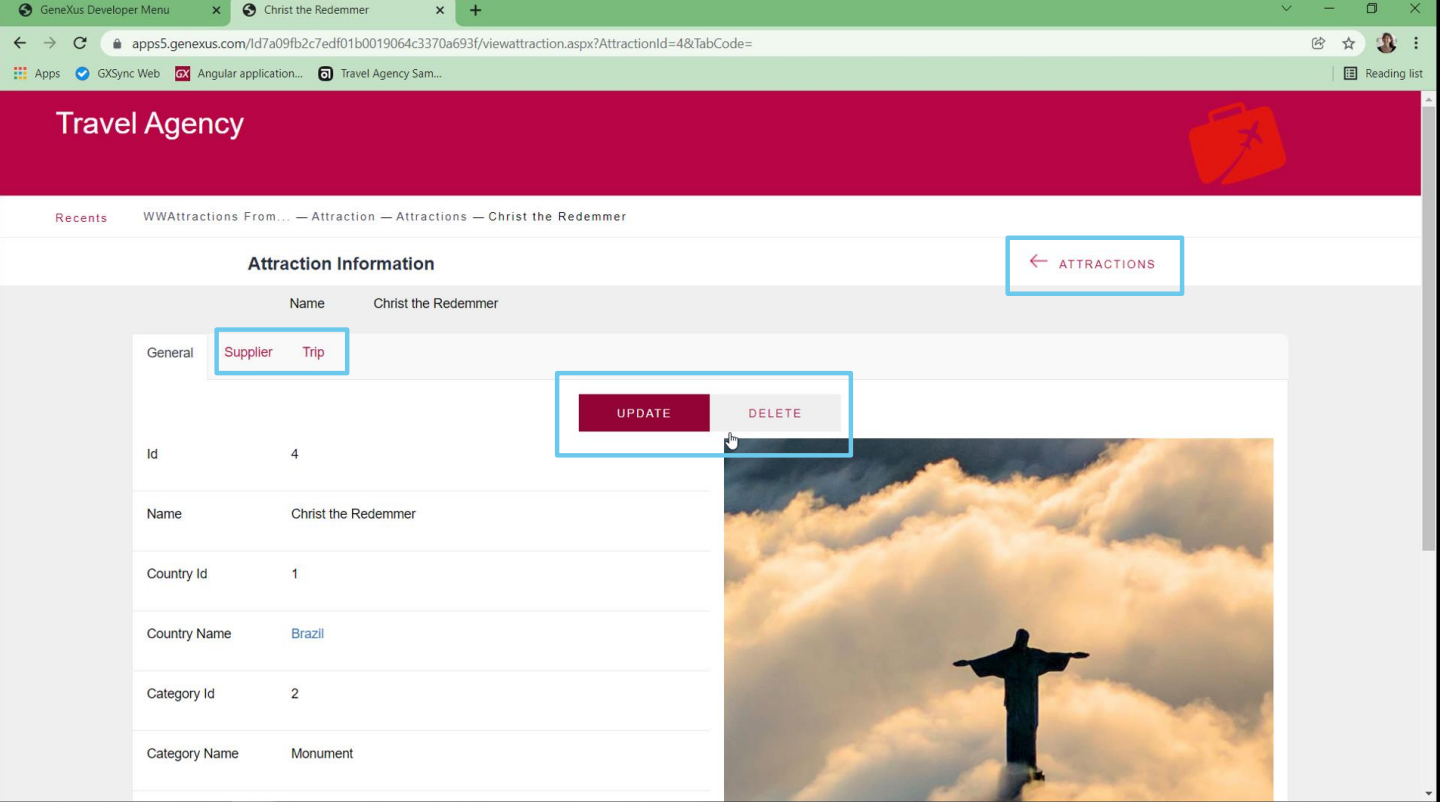 GeneXus Developer Menu
Christ the Redemmer
apps5.genexus.com/Id7a09fb2c7edf01b0019064c3370a693f/viewattraction.aspx?AttractionId=4&TabCode=
Apps GXSync Web GX Angular application... Travel Agency Sam... Reading list
Travel Agency
Recents WWAttractions From... — Attraction — Attractions — Christ the Redemmer
Attraction Information ATTRACTIONS
Name Christ the Redemmer
General Supplier Trip
UPDATE DELETE
Id 4
Name Christ the Redemmer
Country Id 1
Country Name Brazil
Category Id 2
Category Name Monument